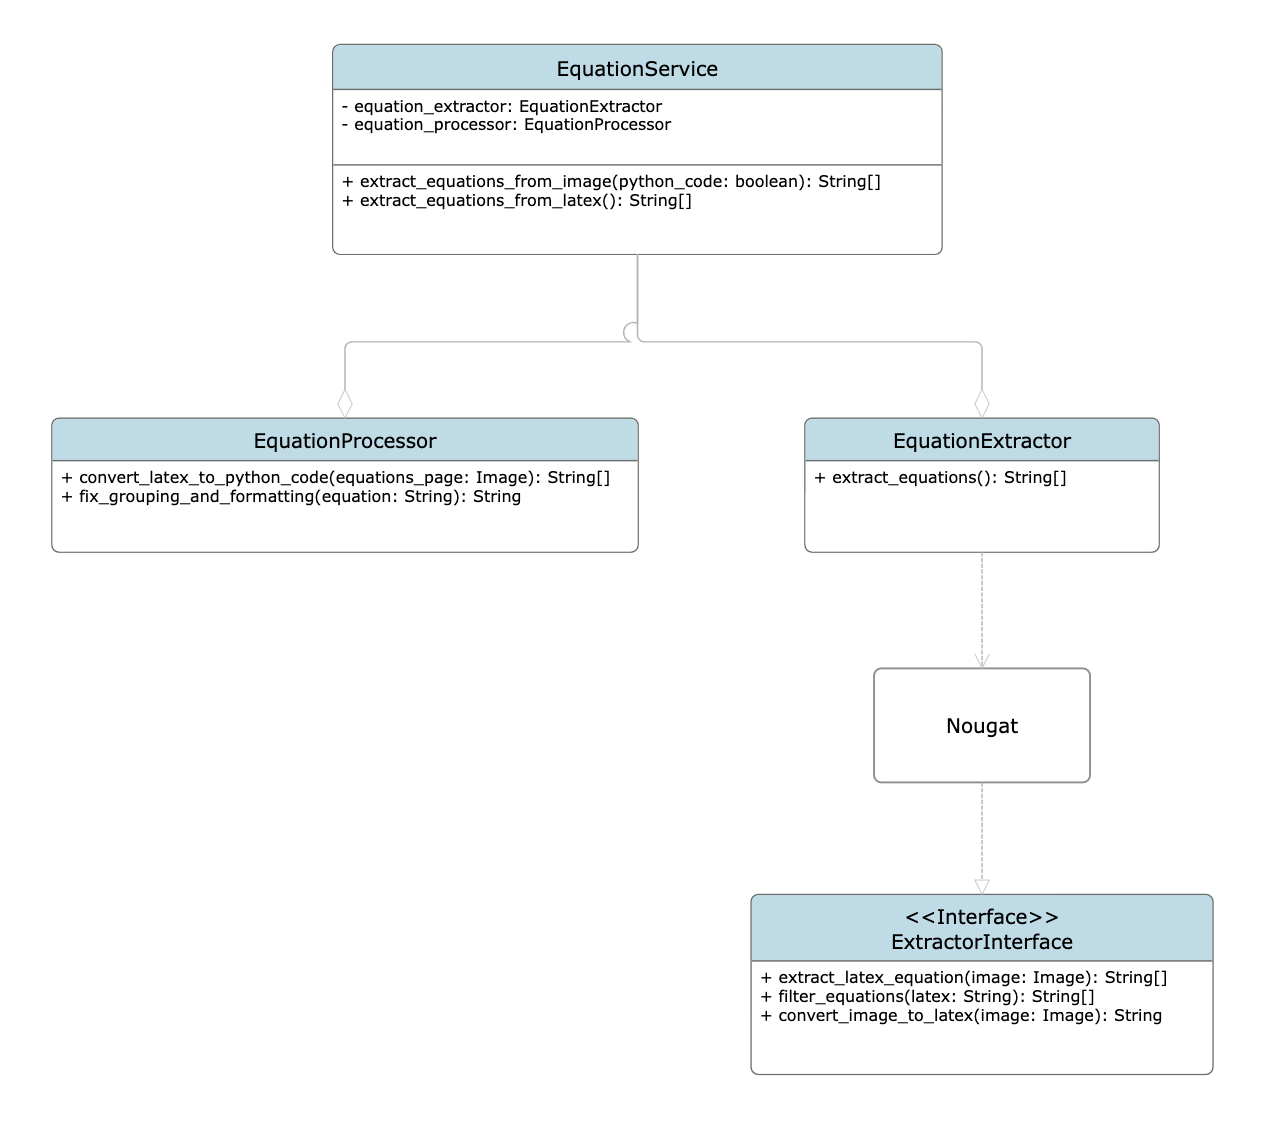 EquationService
- equation_extractor: EquationExtractor
- equation_processor: EquationProcessor
+ extract_equations_from_image(python_code: boolean): String[]
+ extract_equations_from_latex(): String[]
EquationProcessor
+ convert_latex_to_python_code(equations_page: Image): String[]
+ fix_grouping_and_formatting(equation: String): String
EquationExtractor
+ extract_equations(): String[]
Nougat
<<Interface>>
ExtractorInterface
+ extract_latex_equation(image: Image): String[]
+ filter_equations(latex: String): String[]
+ convert_image_to_latex(image: Image): String